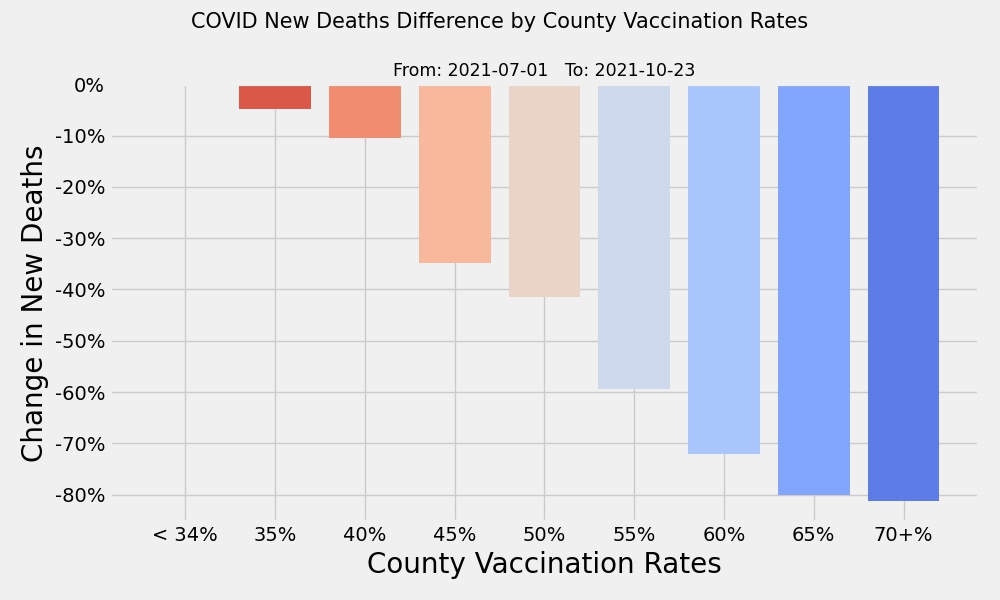 COVID New Deaths Difference by County Vaccination Rates
From: 2021-07-01   To: 2021-10-23
Change in New Deaths
0%
-10%
-20%
-30%
-40%
-50%
-60%
-70%
-80%
< 34% 35% 40% 45% 50% 55% 60% 65% 70+%
County Vaccination Rates